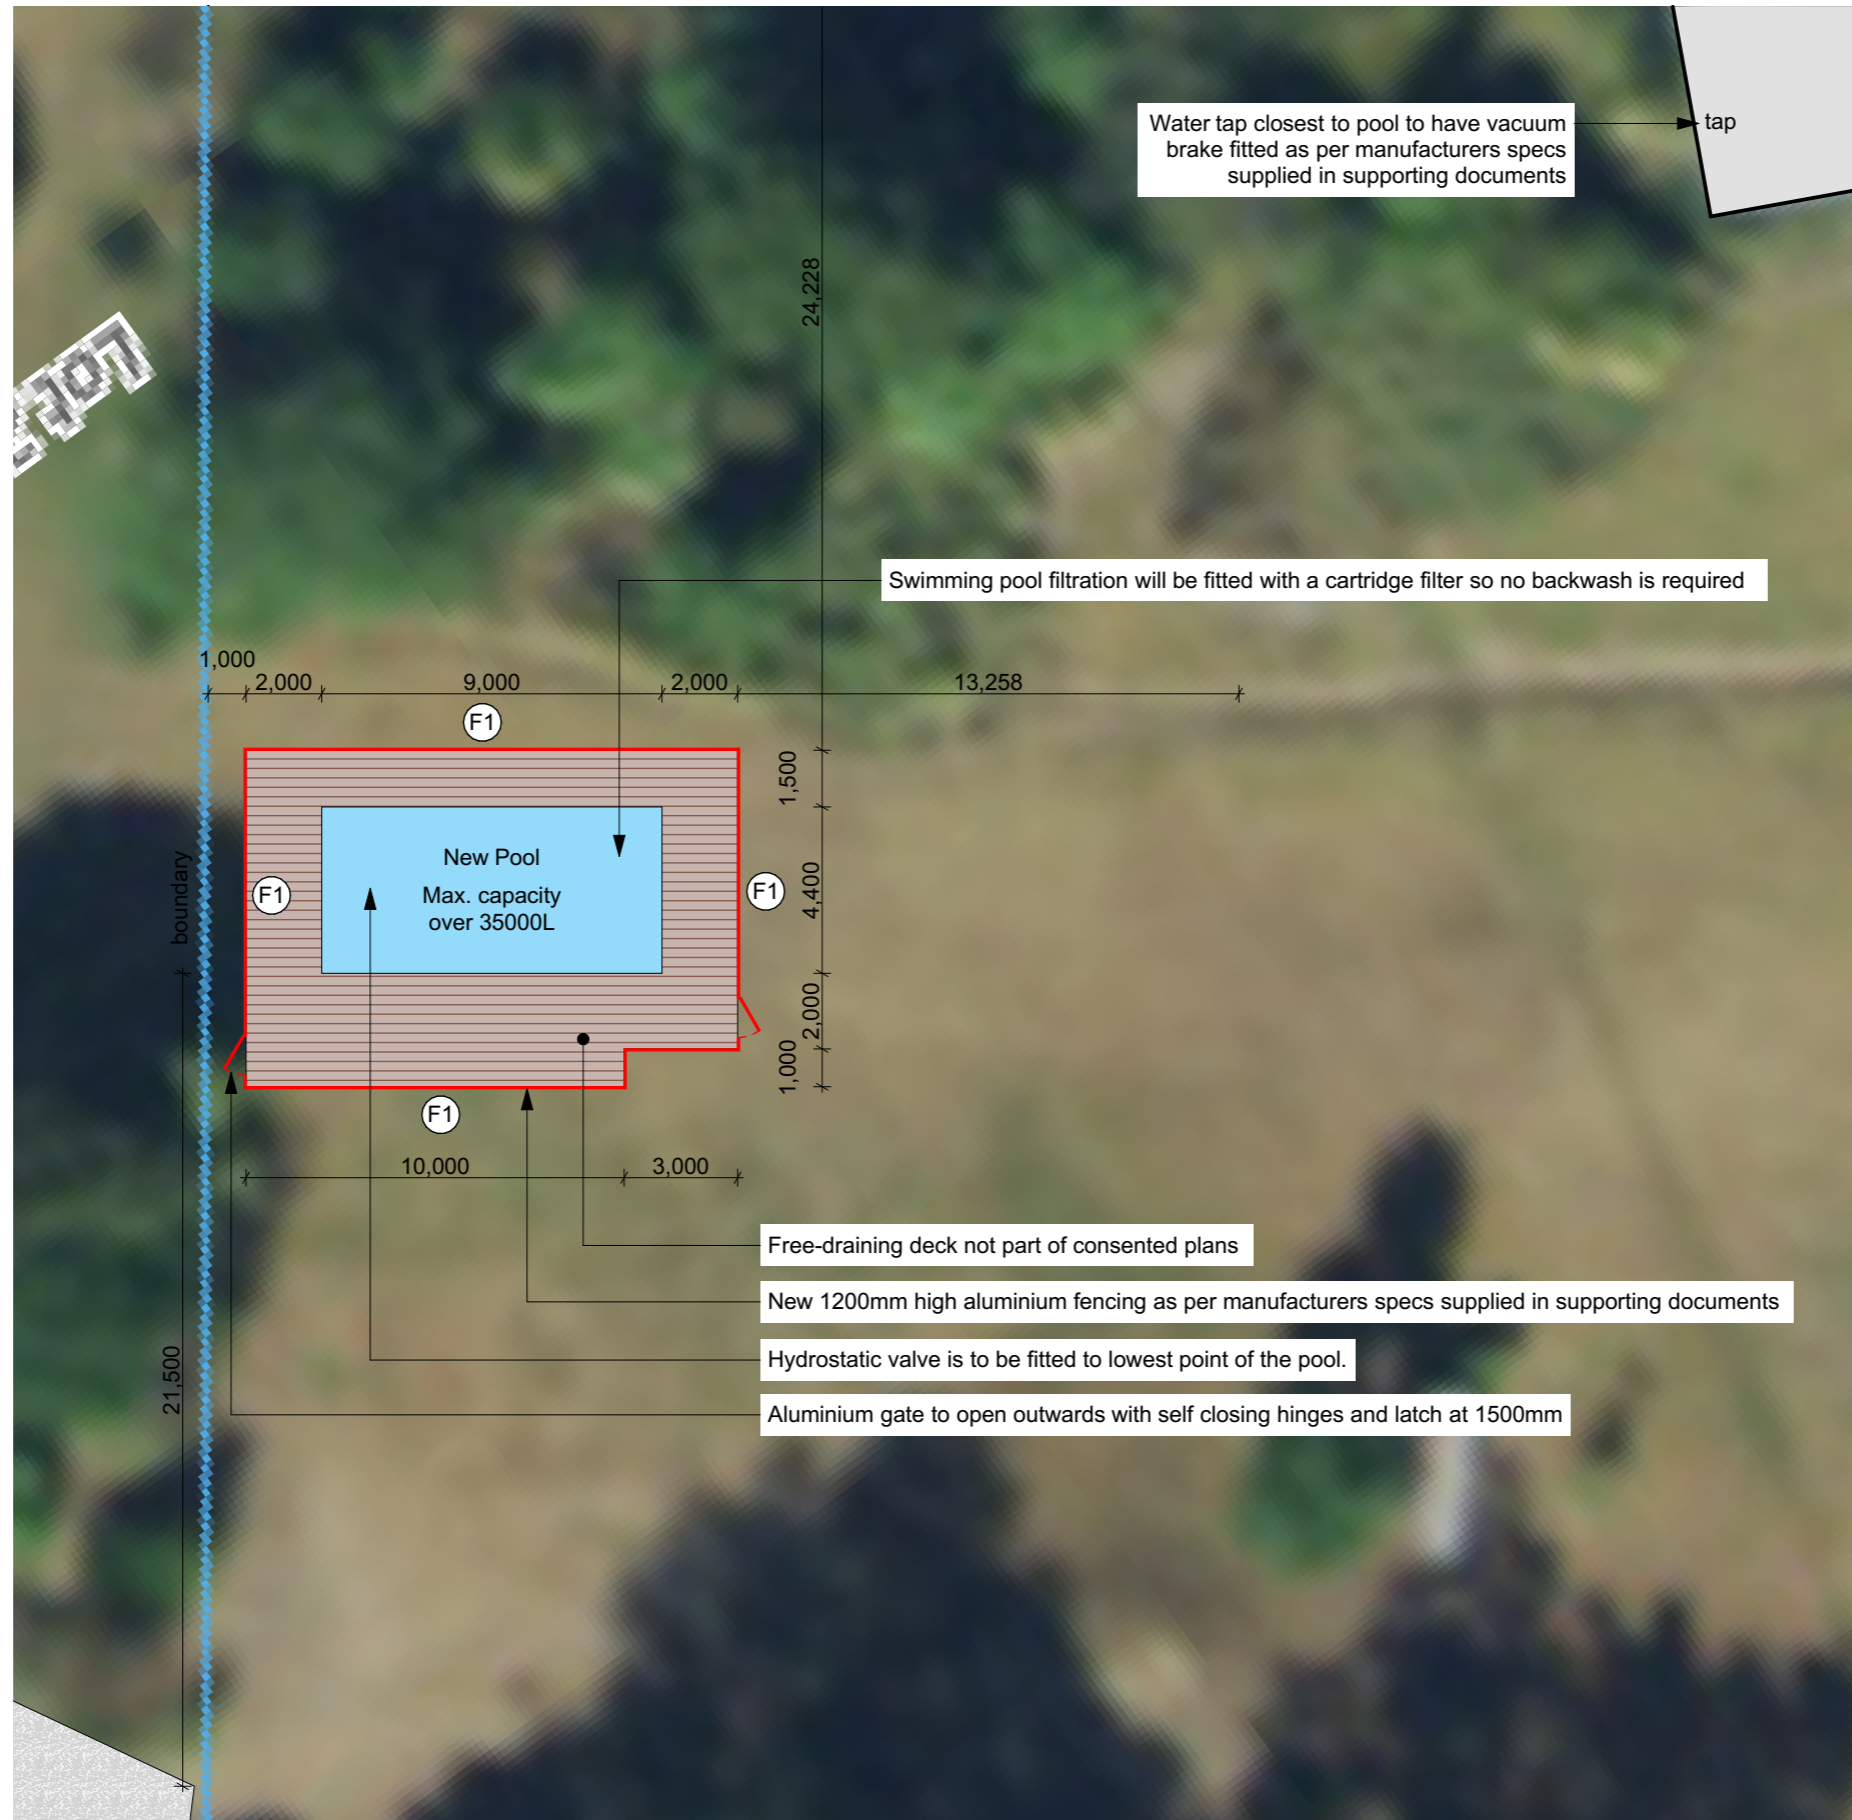 Water tap closest to pool to have vacuum
brake fitted as per manufacturers specs
supplied in supporting documents
tap
24,228
Swimming pool filtration will be fitted with a cartridge filter so no backwash is required
1,000
2,000
9,000
2,000
13,258
F1
1,500
New Pool
Max. capacity
over 35000L
F1
F1
4,400
boundary
2,000
1,000
F1
10,000
3,000
Free-draining deck not part of consented plans
New 1200mm high aluminium fencing as per manufacturers specs supplied in supporting documents
Hydrostatic valve is to be fitted to lowest point of the pool.
Aluminium gate to open outwards with self closing hinges and latch at 1500mm
21,500